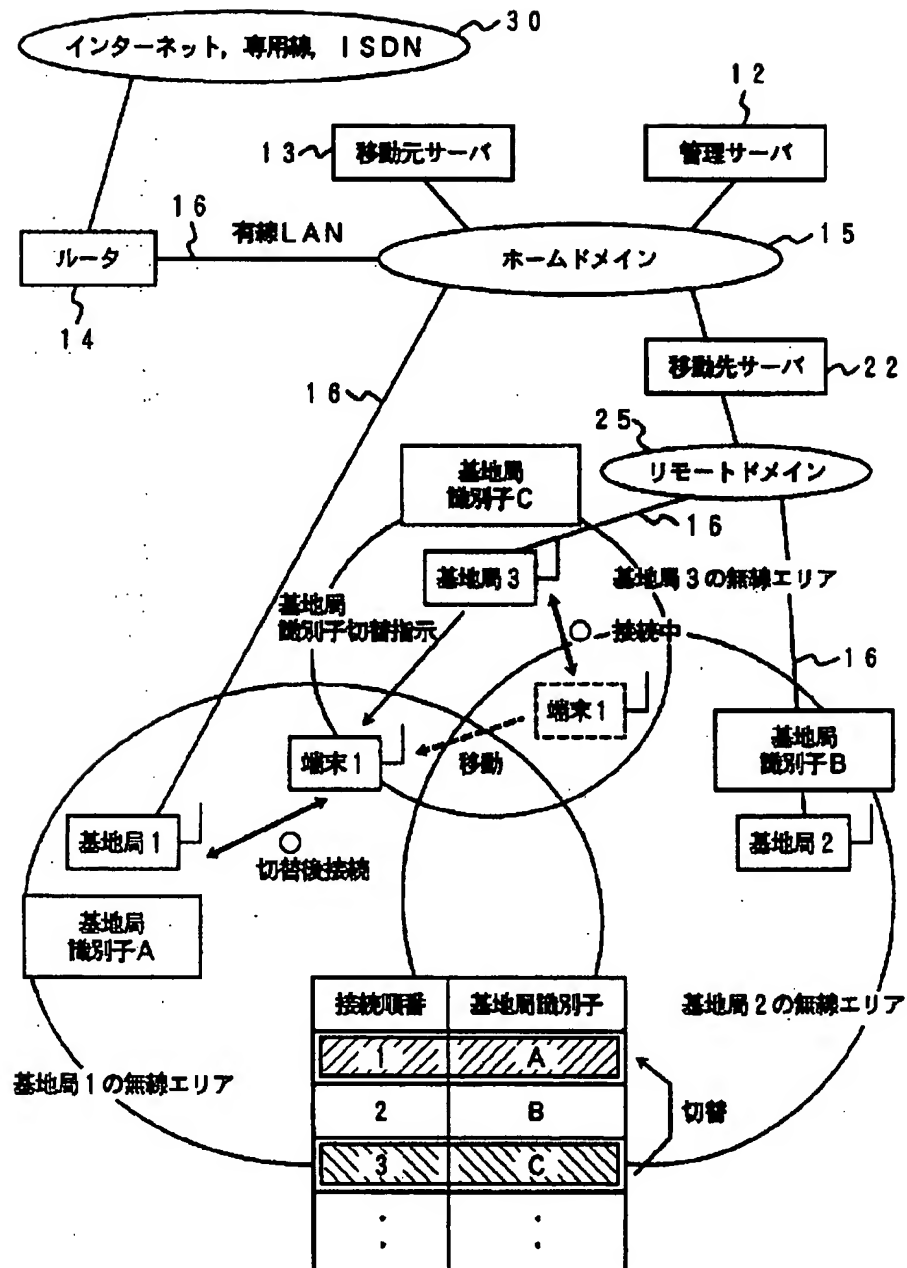 30
インターネット，専用線，ISDN
12
13
移動元サーバ
管理サーバ
16
有線LAN
15
ルータ
ホームドメイン
14
移動先サーバ
22
16
25
リモートドメイン
基地局
識別子C
16
基地局3
基地局3の無線エリア
基地局
識別子切替指示
○
接続中
16
端末1
端末1
移動
基地局
識別子B
基地局1
基地局2
○
切替後接続
基地局
識別子A
接続順番 基地局識別子
基地局2の無線エリア
1 A
基地局1の無線エリア
2 B
切替
3 C